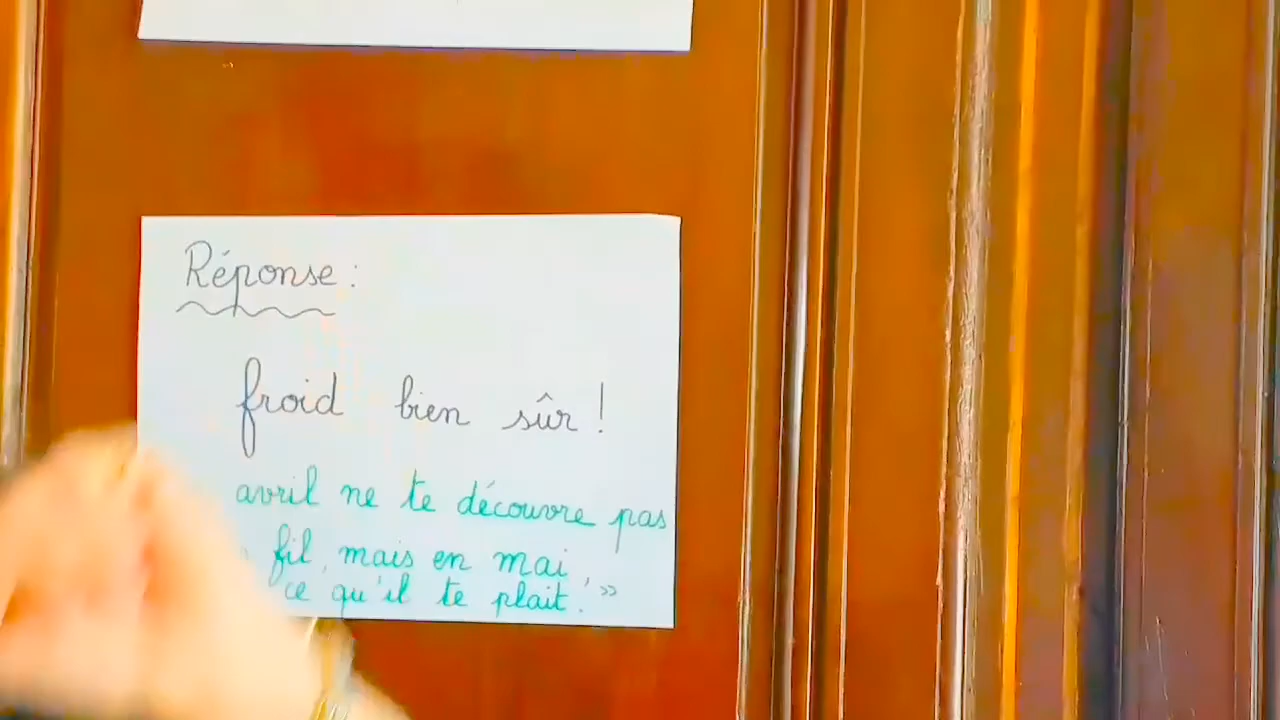 Réponse :
froid bien sûr !
avril ne te découvre pas
fil, mais en mai,
ce qu'il te plait. »